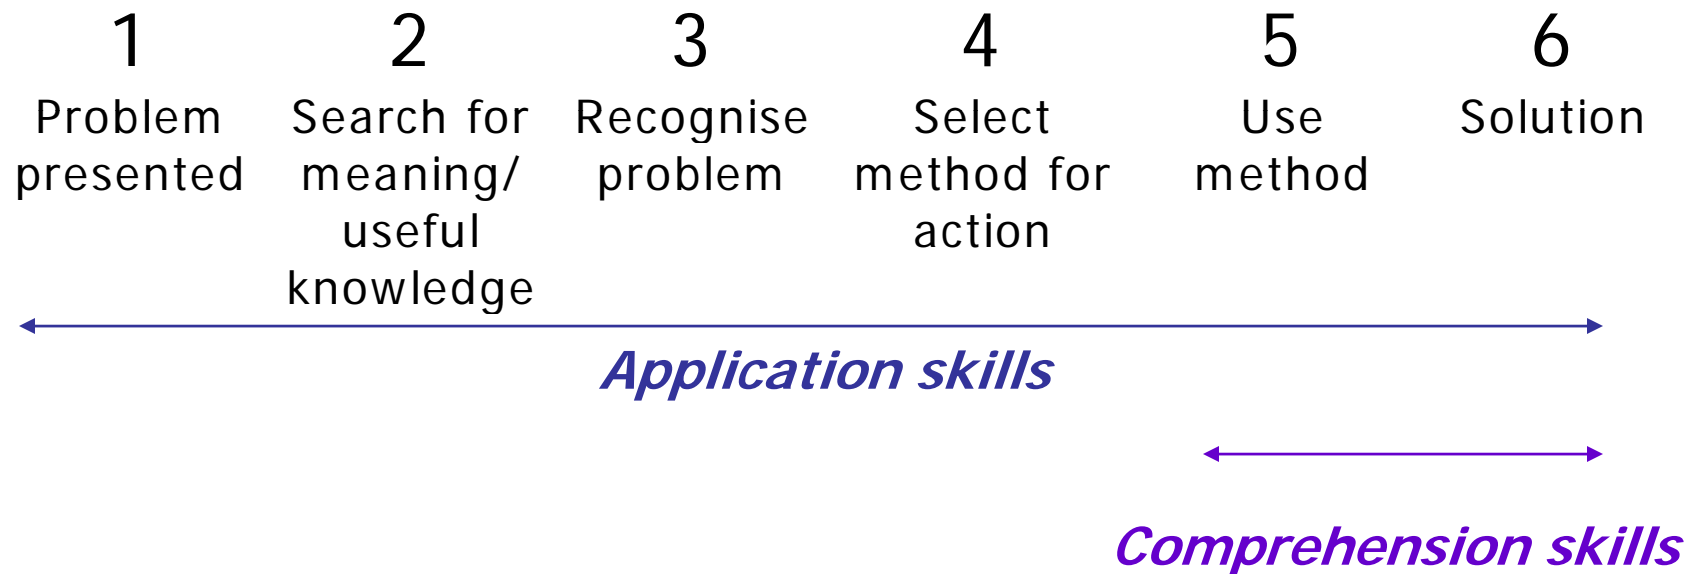 1 2 3 4 5 6
Problem Search for Recognise Select Use Solution
presented meaning/ problem method for method
useful action
knowledge
Application skills
Comprehension skills